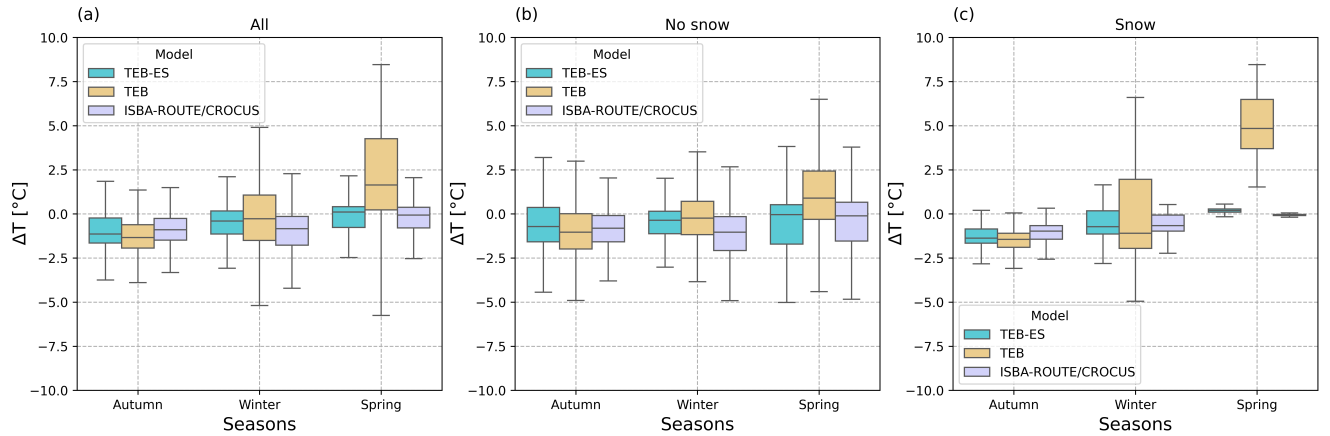 (a)
All
10.0
7.5
5.0
2.5
0.0
−2.5
−5.0
−7.5
−10.0
ΔT [°C]
Model
TEB-ES
TEB
ISBA-ROUTE/CROCUS
Autumn Winter Spring
Seasons
(b)
No snow
10.0
7.5
5.0
2.5
0.0
−2.5
−5.0
−7.5
−10.0
ΔT [°C]
Model
TEB-ES
TEB
ISBA-ROUTE/CROCUS
Autumn Winter Spring
Seasons
(c)
Snow
10.0
7.5
5.0
2.5
0.0
−2.5
−5.0
−7.5
−10.0
ΔT [°C]
Model
TEB-ES
TEB
ISBA-ROUTE/CROCUS
Autumn Winter Spring
Seasons